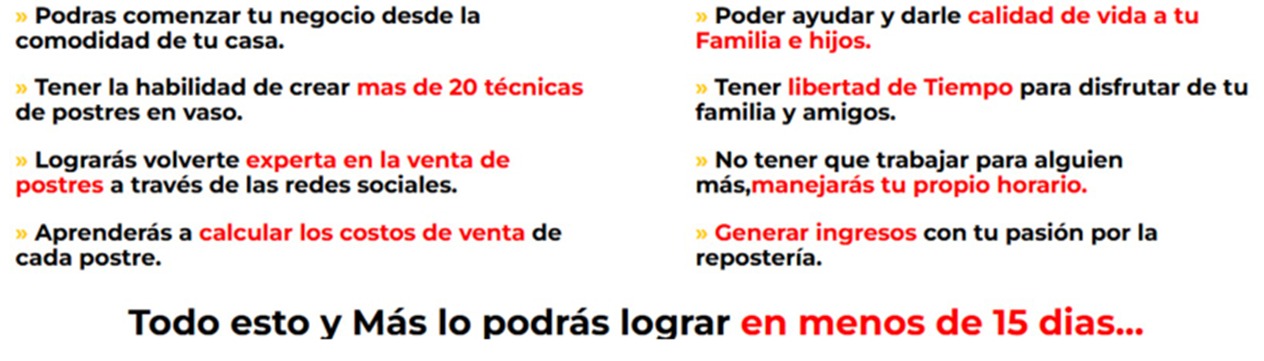 » Podras comenzar tu negocio desde la
comodidad de tu casa.
» Tener la habilidad de crear mas de 20 técnicas
de postres en vaso.
» Lograrás volverte experta en la venta de
postres a través de las redes sociales.
» Aprenderás a calcular los costos de venta de
cada postre.
» Poder ayudar y darle calidad de vida a tu
Familia e hijos.
» Tener libertad de Tiempo para disfrutar de tu
familia y amigos.
» No tener que trabajar para alguien
más,manejarás tu propio horario.
» Generar ingresos con tu pasión por la
repostería.
Todo esto y Más lo podrás lograr en menos de 15 dias...